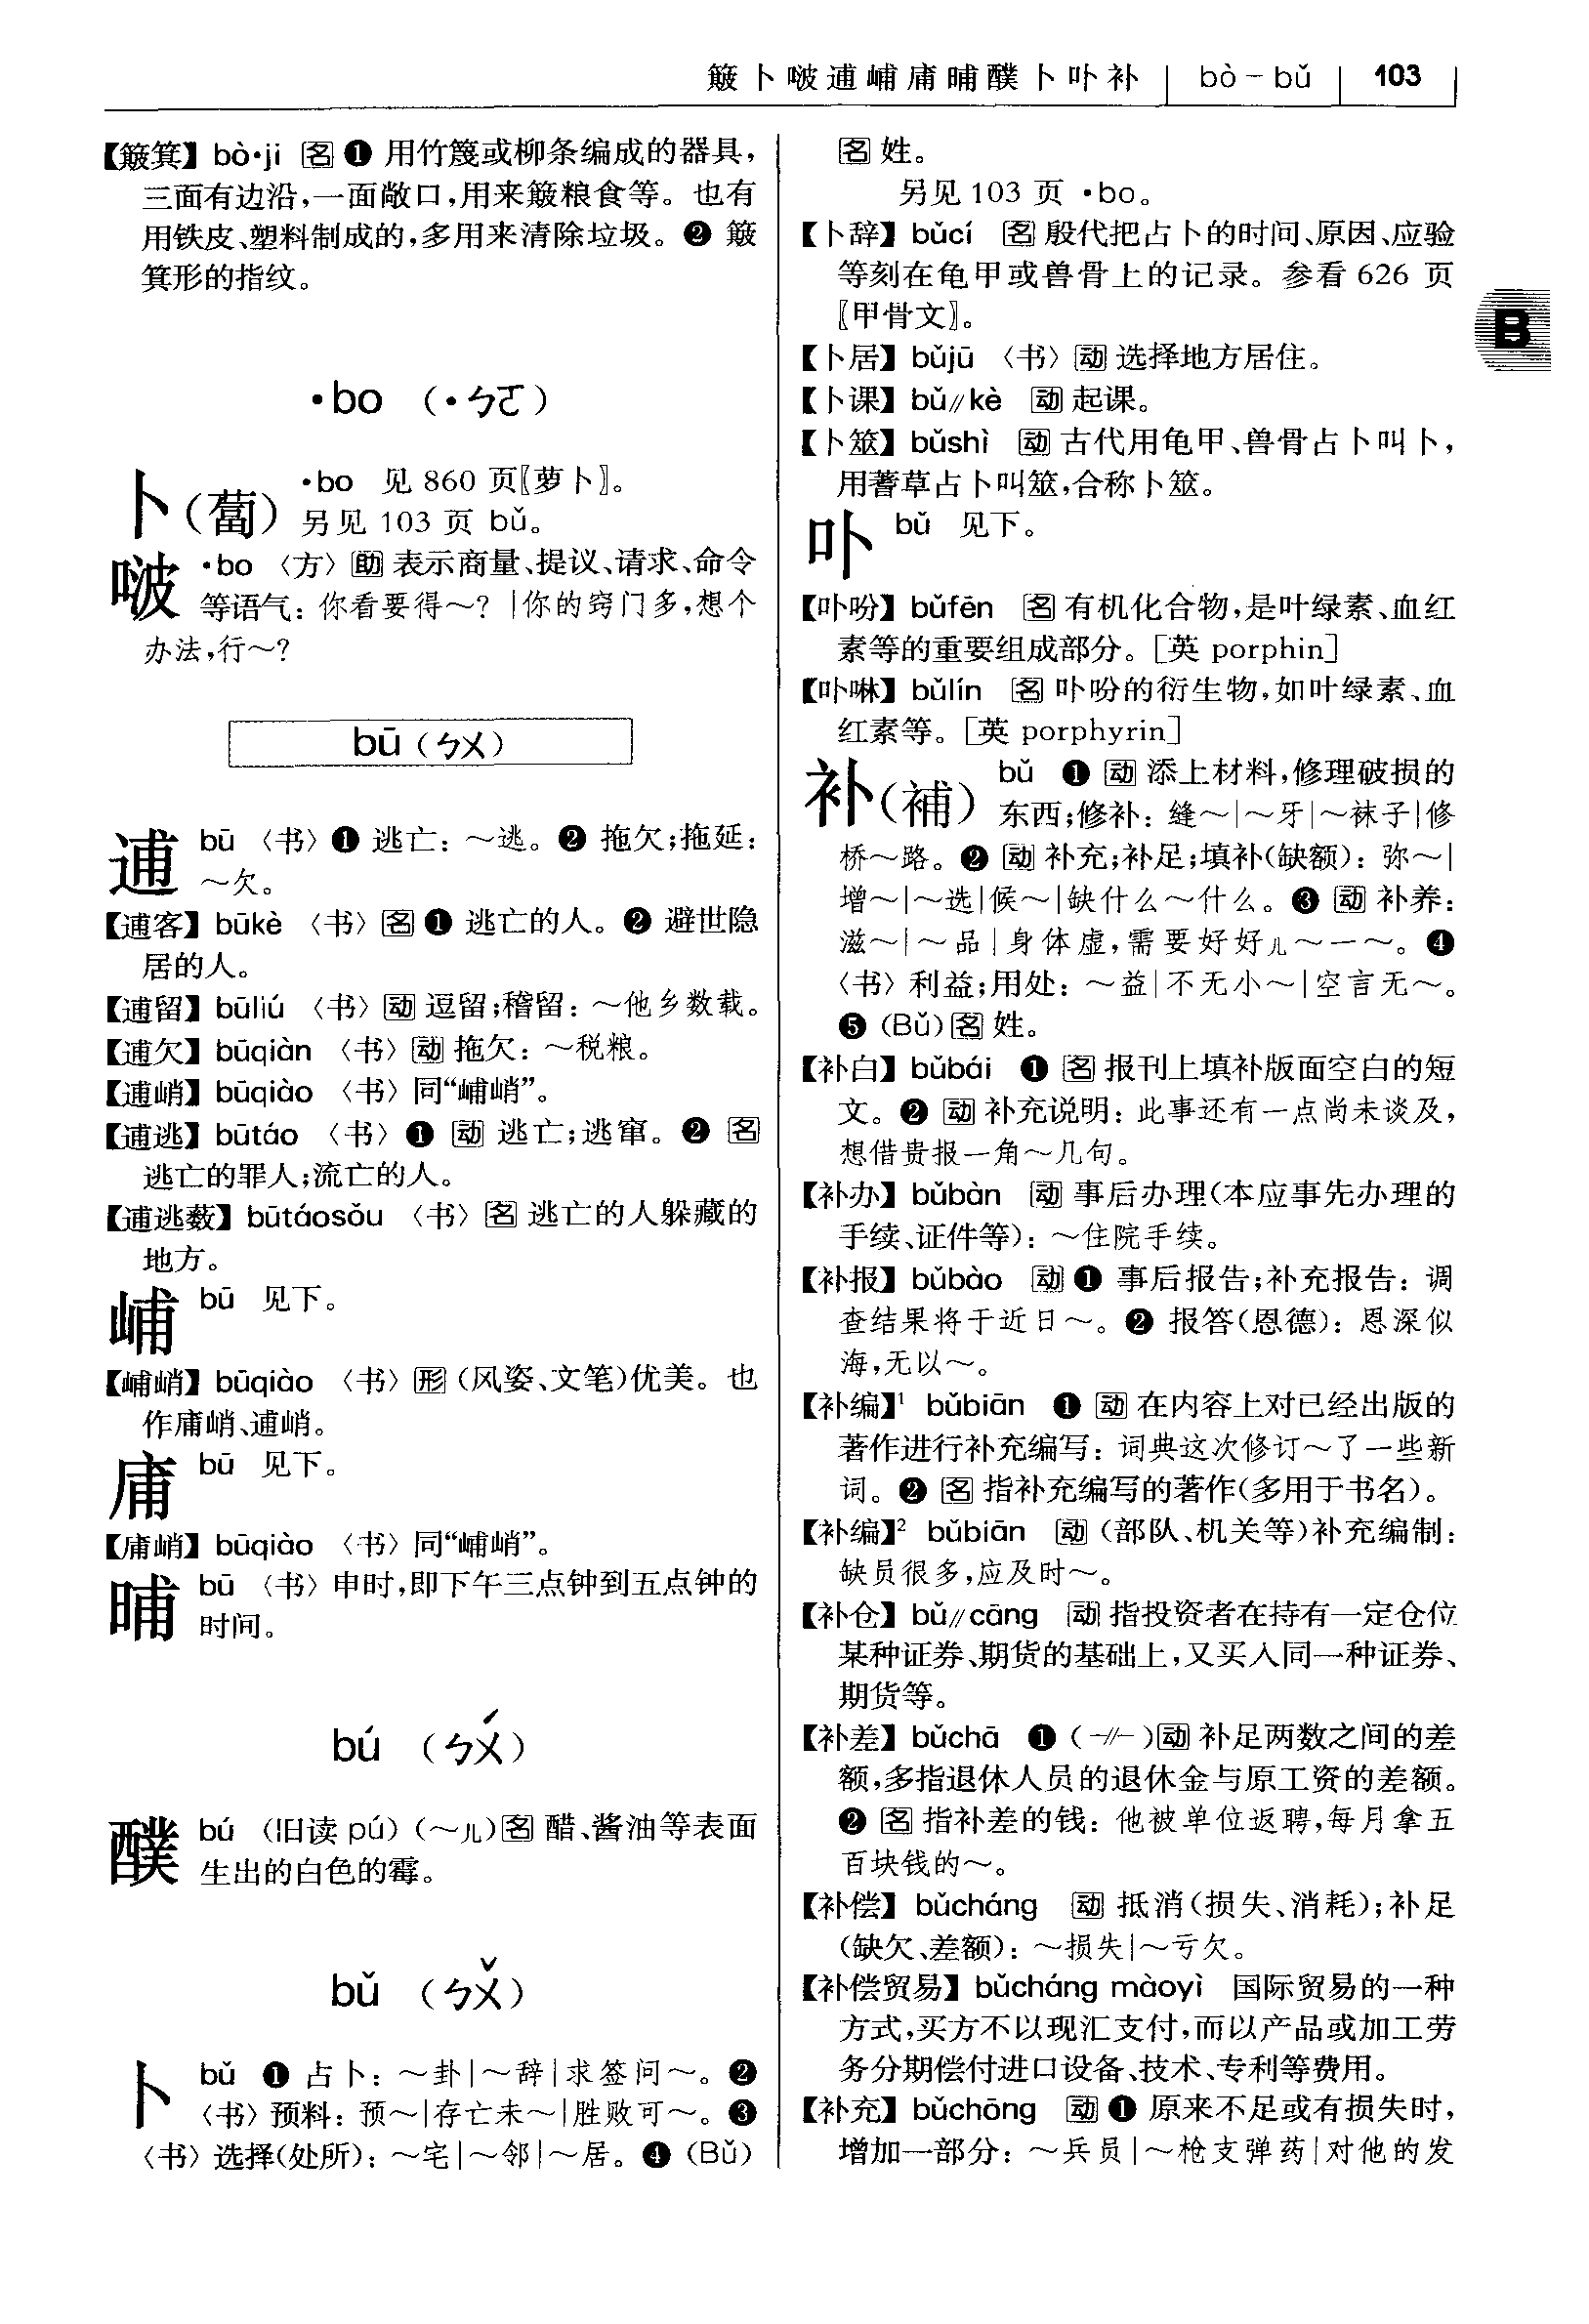 簸卜啵逋峬庯晡醭卜卟补 bò–bǔ 103
【簸箕】bò·ji 名 ❶ 用竹篾或柳条编成的器具，
三面有边沿，一面敞口，用来簸粮食等。也有
用铁皮、塑料制成的，多用来清除垃圾。❷ 簸
箕形的指纹。
·bo （·ㄅㄛ）
卜（蔔） ·bo 见 860 页〖萝卜〗。
另见 103 页 bǔ。
啵 ·bo 〈方〉助 表示商量、提议、请求、命令
等语气：你看要得～？|你的窍门多，想个
办法，行～？
bū（ㄅㄨ）
逋 bū 〈书〉❶ 逃亡：～逃。❷ 拖欠；拖延：
～欠。
【逋客】būkè 〈书〉名 ❶ 逃亡的人。❷ 避世隐
居的人。
【逋留】būliú 〈书〉动 逗留；稽留：～他乡数载。
【逋欠】būqiàn 〈书〉动 拖欠：～税粮。
【逋峭】būqiào 〈书〉同“峬峭”。
【逋逃】būtáo 〈书〉❶ 动 逃亡；逃窜。❷ 名
逃亡的罪人；流亡的人。
【逋逃薮】būtáosǒu 〈书〉名 逃亡的人躲藏的
地方。
峬 bū 见下。
【峬峭】būqiào 〈书〉形（风姿、文笔）优美。也
作庯峭、逋峭。
庯 bū 见下。
【庯峭】būqiào 〈书〉同“峬峭”。
晡 bū 〈书〉申时，即下午三点钟到五点钟的
时间。
bú （ㄅㄨˊ）
醭 bú （旧读 pú）（～儿）名 醋、酱油等表面
生出的白色的霉。
bǔ （ㄅㄨˇ）
卜 bǔ ❶ 占卜：～卦|～辞|求签问～。❷
〈书〉预料：预～|存亡未～|胜败可～。❸
〈书〉选择（处所）：～宅|～邻|～居。❹（Bǔ）
名 姓。
另见 103 页 ·bo。
【卜辞】bǔcí 名 殷代把占卜的时间、原因、应验
等刻在龟甲或兽骨上的记录。参看 626 页
〖甲骨文〗。
【卜居】bǔjū 〈书〉动 选择地方居住。
【卜课】bǔ//kè 动 起课。
【卜筮】bǔshì 动 古代用龟甲、兽骨占卜叫卜，
用蓍草占卜叫筮，合称卜筮。
卟 bǔ 见下。
【卟吩】bǔfēn 名 有机化合物，是叶绿素、血红
素等的重要组成部分。［英 porphin］
【卟啉】bǔlín 名 卟吩的衍生物，如叶绿素、血
红素等。［英 porphyrin］
补（補） bǔ ❶ 动 添上材料，修理破损的
东西；修补：缝～|～牙|～袜子|修
桥～路。❷ 动 补充；补足；填补（缺额）：弥～|
增～|～选|候～|缺什么～什么。❸ 动 补养：
滋～|～品|身体虚，需要好好儿～一～。❹
〈书〉利益；用处：～益|不无小～|空言无～。
❺（Bǔ）名 姓。
【补白】bǔbái ❶ 名 报刊上填补版面空白的短
文。❷ 动 补充说明：此事还有一点尚未谈及，
想借贵报一角～几句。
【补办】bǔbàn 动 事后办理（本应事先办理的
手续、证件等）：～住院手续。
【补报】bǔbào 动 ❶ 事后报告；补充报告：调
查结果将于近日～。❷ 报答（恩德）：恩深似
海，无以～。
【补编】¹ bǔbiān ❶ 动 在内容上对已经出版的
著作进行补充编写：词典这次修订～了一些新
词。❷ 名 指补充编写的著作（多用于书名）。
【补编】² bǔbiān 动（部队、机关等）补充编制：
缺员很多，应及时～。
【补仓】bǔ//cāng 动 指投资者在持有一定仓位
某种证券、期货的基础上，又买入同一种证券、
期货等。
【补差】bǔchā ❶（-//-）动 补足两数之间的差
额，多指退休人员的退休金与原工资的差额。
❷ 名 指补差的钱：他被单位返聘，每月拿五
百块钱的～。
【补偿】bǔcháng 动 抵消（损失、消耗）；补足
（缺欠、差额）：～损失|～亏欠。
【补偿贸易】bǔcháng màoyì 国际贸易的一种
方式，买方不以现汇支付，而以产品或加工劳
务分期偿付进口设备、技术、专利等费用。
【补充】bǔchōng 动 ❶ 原来不足或有损失时，
增加一部分：～兵员|～枪支弹药|对他的发
B